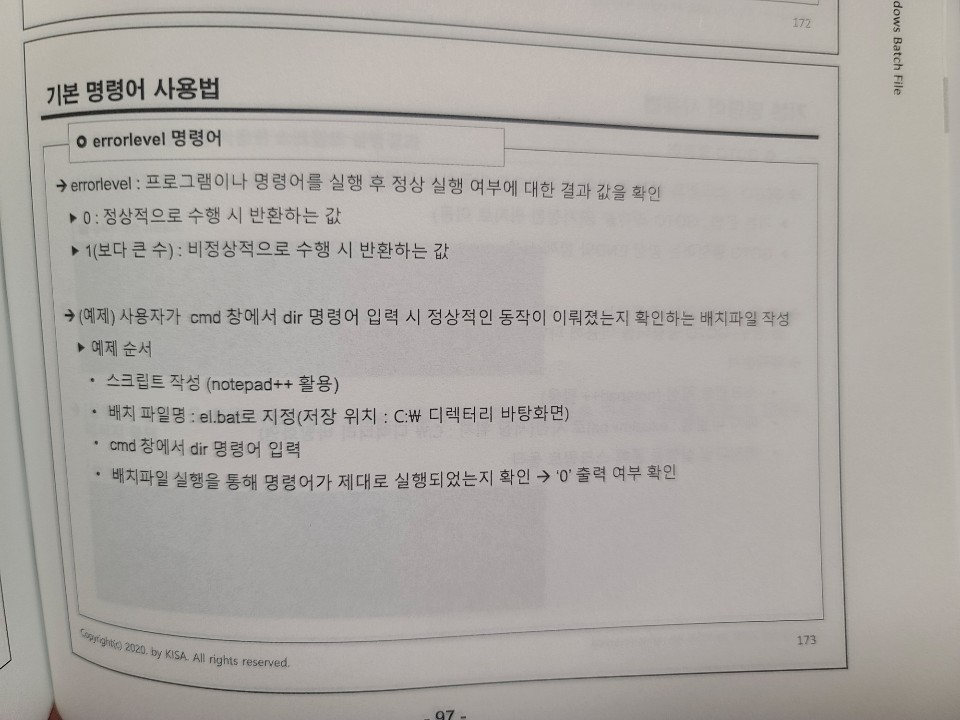 172
dows Batch File
기본 명령어 사용법
errorlevel 명령어
→ errorlevel : 프로그램이나 명령어를 실행 후 정상 실행 여부에 대한 결과 값을 확인
▶ 0 : 정상적으로 수행 시 반환하는 값
▶ 1(보다 큰 수) : 비정상적으로 수행 시 반환하는 값
→ (예제) 사용자가 cmd 창에서 dir 명령어 입력 시 정상적인 동작이 이뤄졌는지 확인하는 배치파일 작성
▶ 예제 순서
• 스크립트 작성 (notepad++ 활용)
• 배치 파일명 : el.bat로 지정(저장 위치 : C:₩ 디렉터리 바탕화면)
• cmd 창에서 dir 명령어 입력
• 배치파일 실행을 통해 명령어가 제대로 실행되었는지 확인 → ‘0’ 출력 여부 확인
Copyright(c) 2020. by KISA. All rights reserved.
173
- 97 -